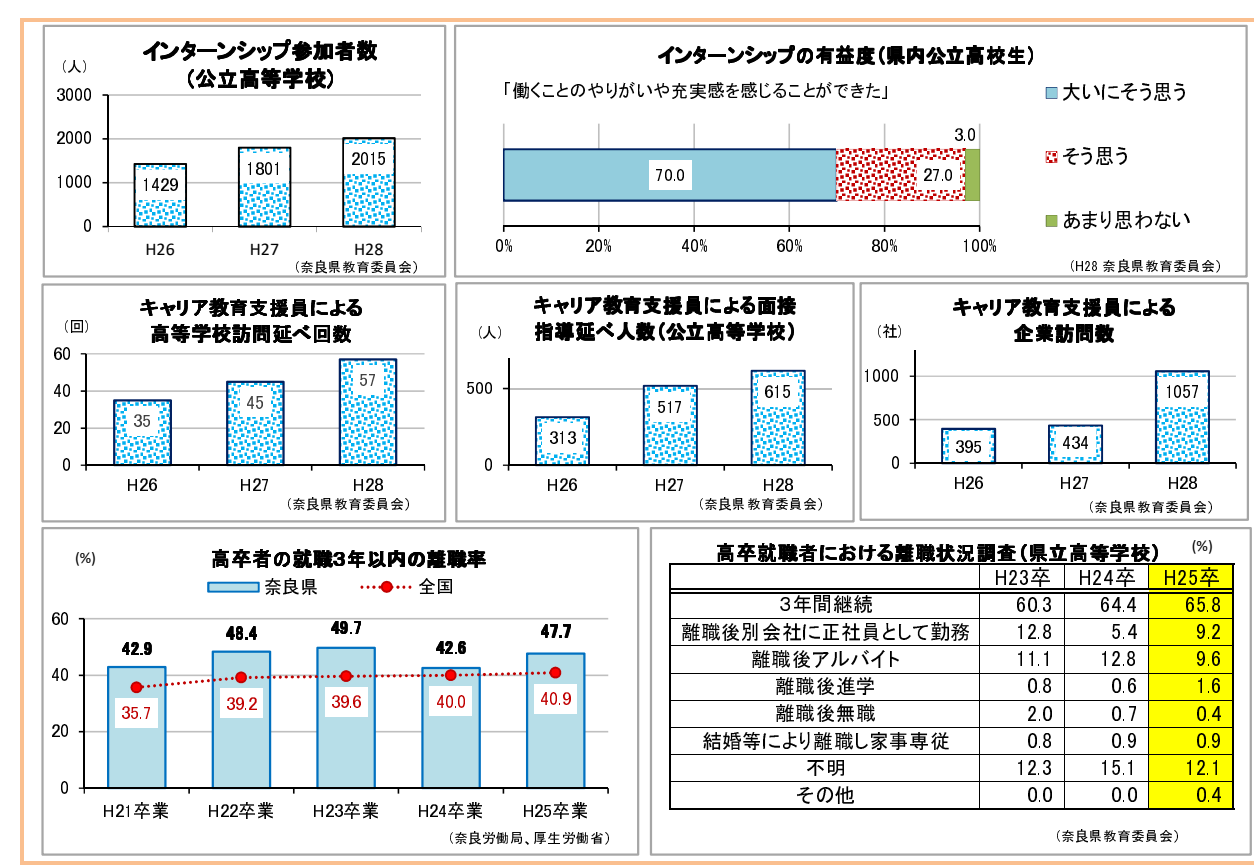 インターンシップ参加者数
(公立高等学校)
（人）
3000
2000
1000
0
1429
1801
2015
H26
H27
H28
（奈良県教育委員会）
インターンシップの有益度(県内公立高校生)
「働くことのやりがいや充実感を感じることができた」
大いにそう思う
そう思う
あまり思わない
3.0
70.0
27.0
0%
20%
40%
60%
80%
100%
（H28 奈良県教育委員会）
キャリア教育支援員による
高等学校訪問延べ回数
（回）
60
40
20
0
35
45
57
H26
H27
H28
（奈良県教育委員会）
キャリア教育支援員による面接
指導延べ人数(公立高等学校)
（人）
500
0
313
517
615
H26
H27
H28
（奈良県教育委員会）
キャリア教育支援員による
企業訪問数
（社）
1000
500
0
395
434
1057
H26
H27
H28
（奈良県教育委員会）
(%)
高卒者の就職3年以内の離職率
奈良県
全国
60
40
20
0
42.9
48.4
49.7
42.6
47.7
35.7
39.2
39.6
40.0
40.9
H21卒業
H22卒業
H23卒業
H24卒業
H25卒業
（奈良労働局、厚生労働省）
高卒就職者における離職状況調査(県立高等学校) (%)
H23卒 H24卒 H25卒
3年間継続 60.3 64.4 65.8
離職後別会社に正社員として勤務 12.8 5.4 9.2
離職後アルバイト 11.1 12.8 9.6
離職後進学 0.8 0.6 1.6
離職後無職 2.0 0.7 0.4
結婚等により離職し家事専従 0.8 0.9 0.9
不明 12.3 15.1 12.1
その他 0.0 0.0 0.4
（奈良県教育委員会）